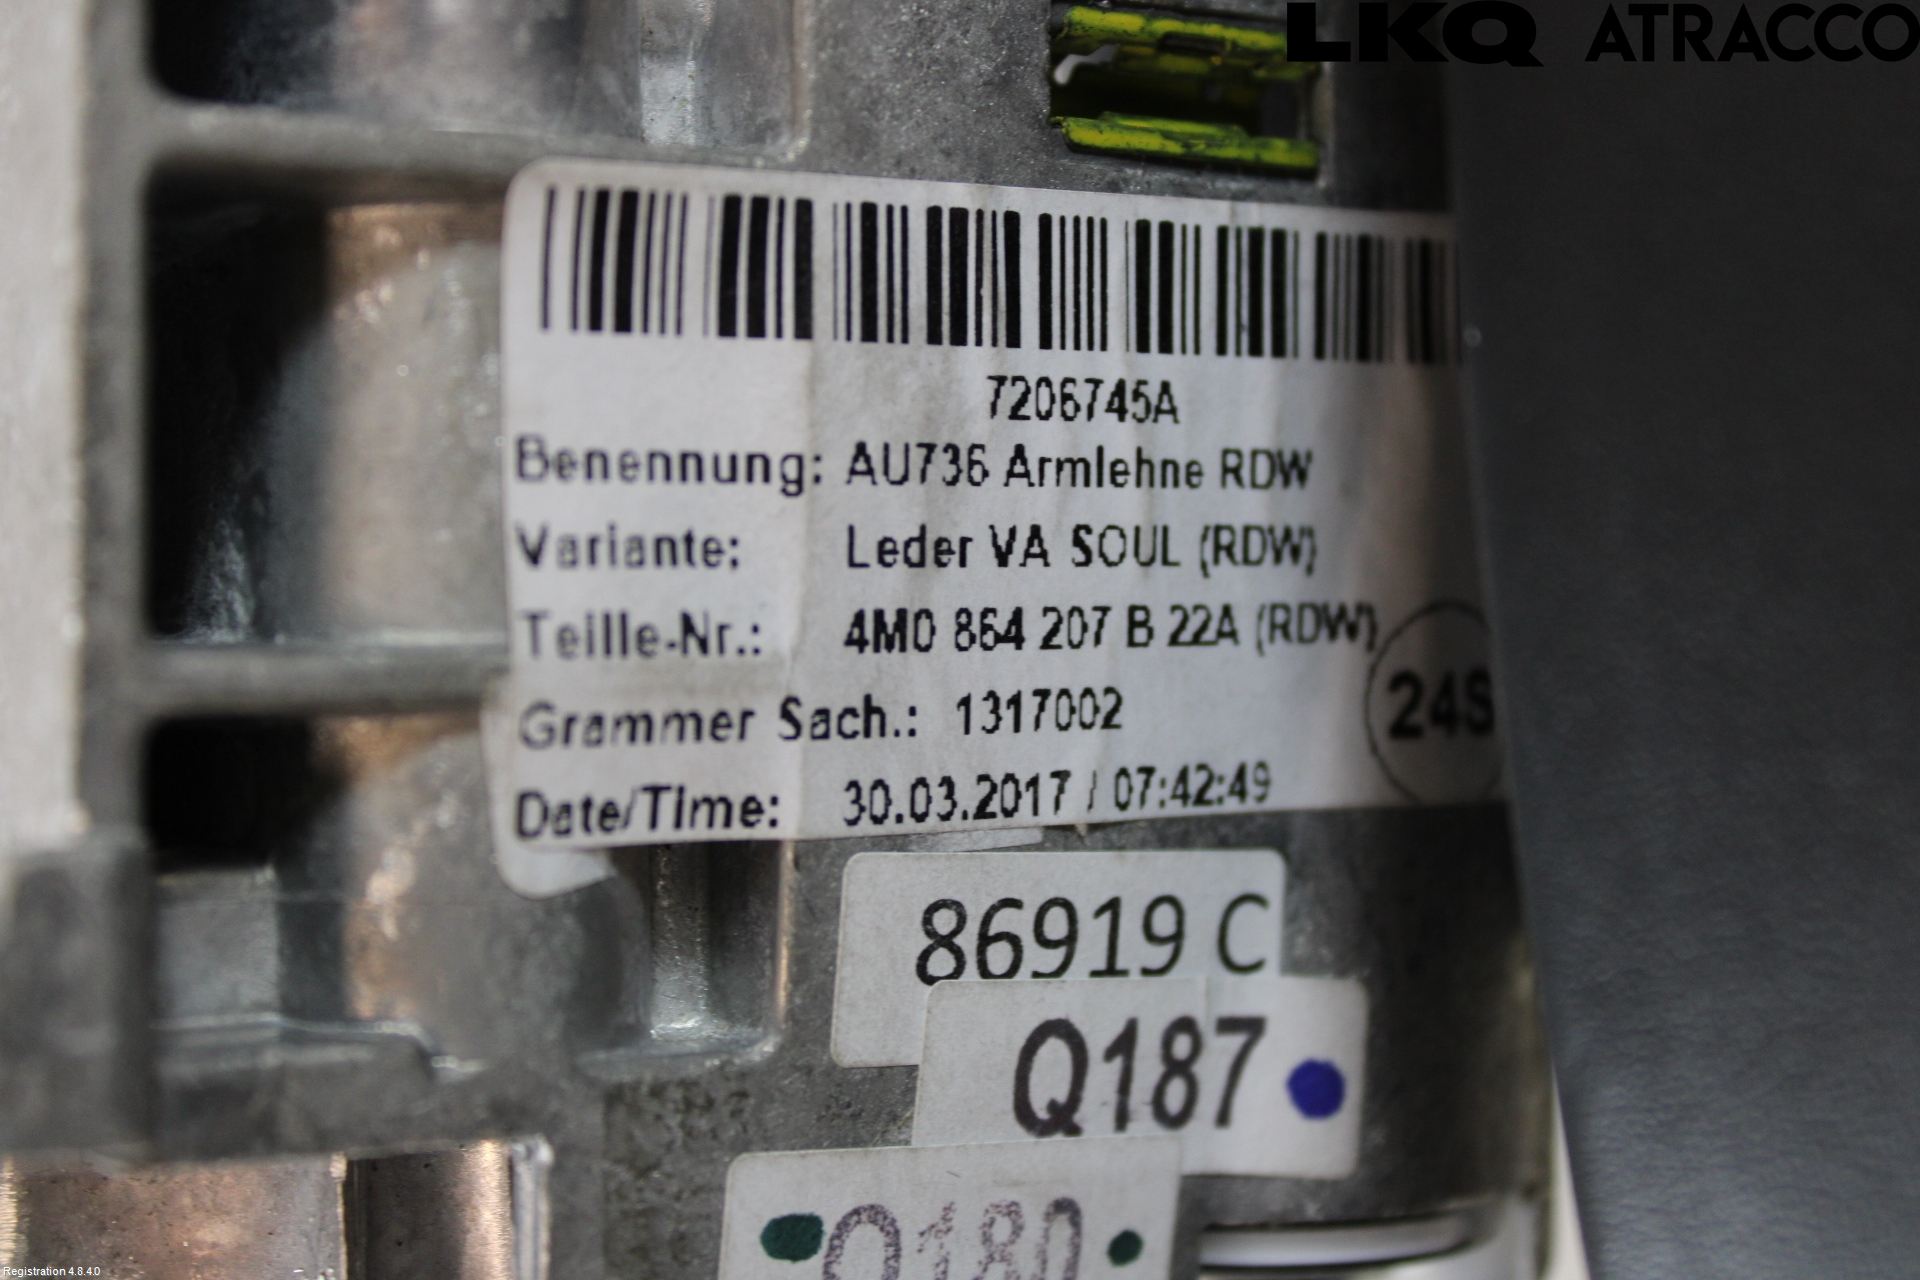 LKQ ATRACCO
7206745A
Benennung: AU736 Armlehne RDW
Variante: Leder VA SOUL (RDW)
Teille-Nr.: 4M0 864 207 B 22A (RDW)
24S
Grammer Sach.: 1317002
Date/Time: 30.03.2017 / 07:42:49
86919 C
Q187
Q180
Registration 4.8.4.0